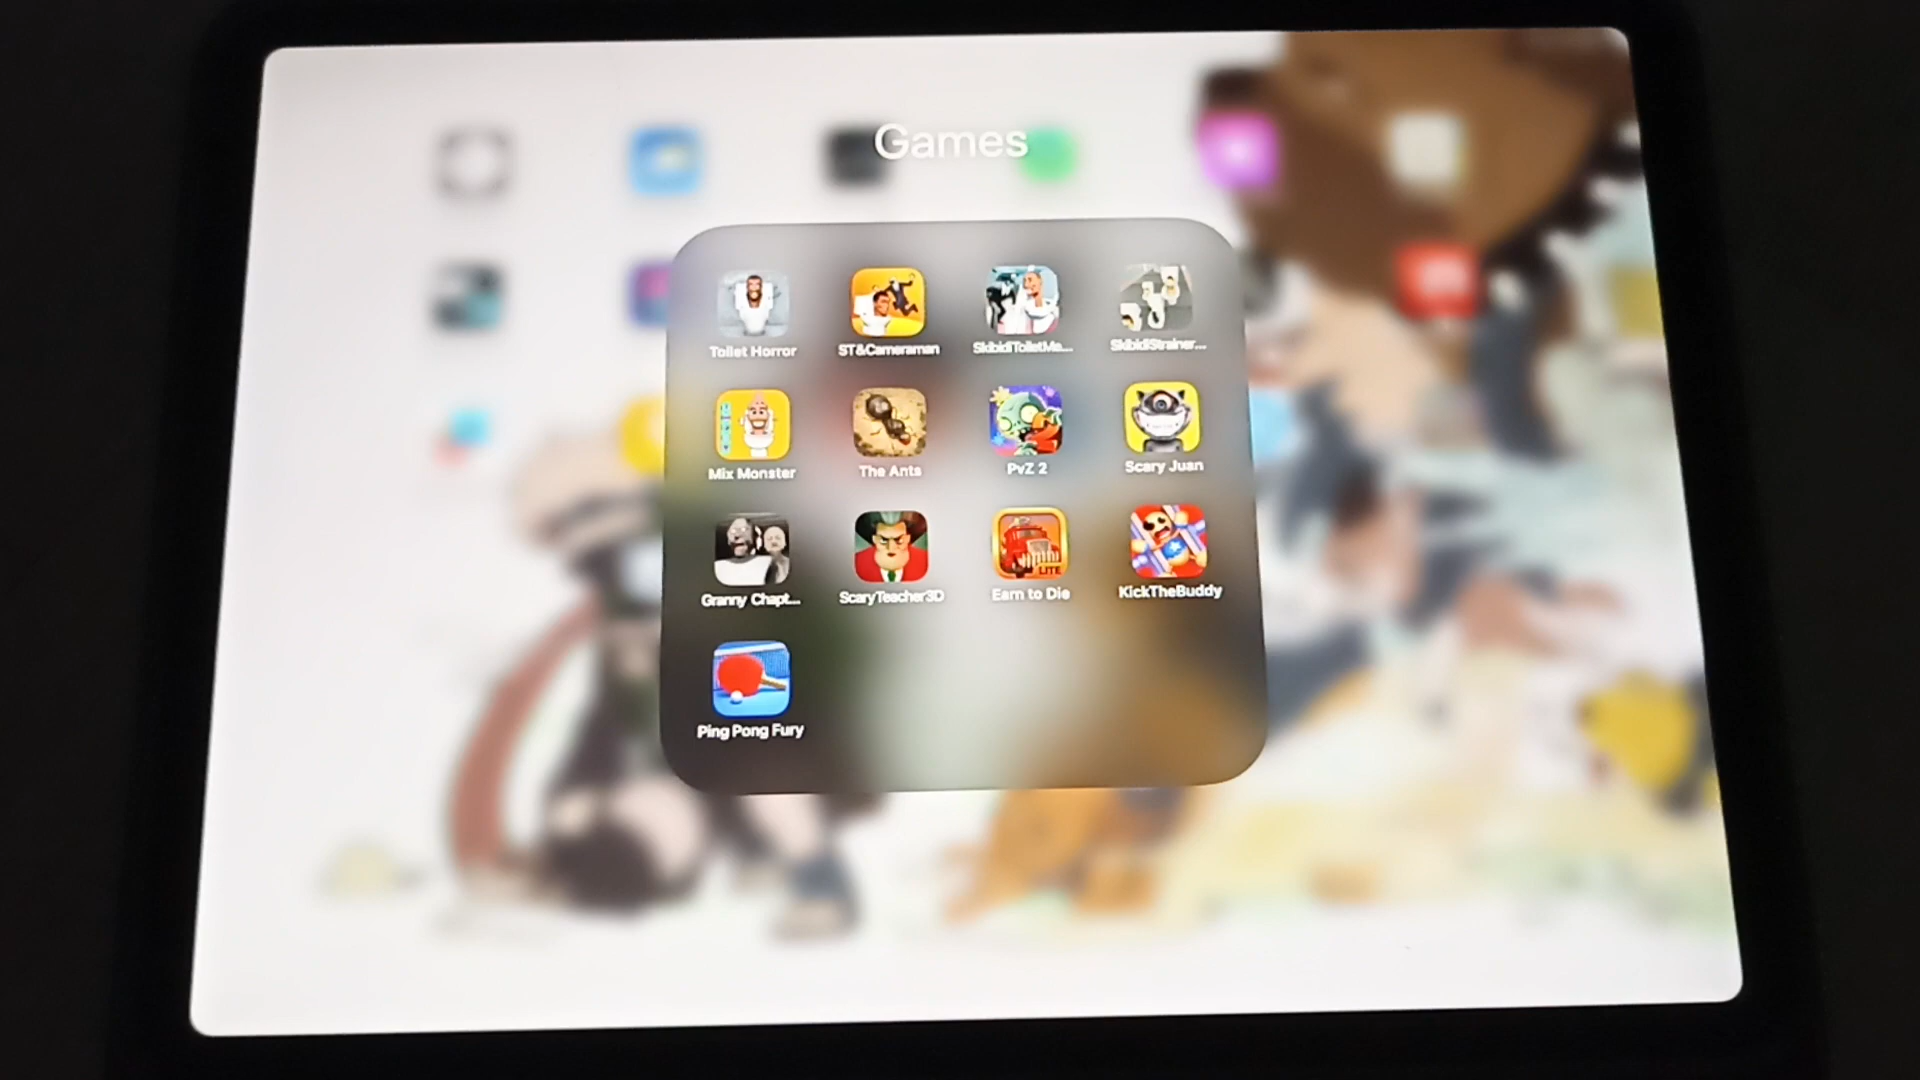 Games
Toilet Horror
ST&Cameraman
SkibidiToiletMa...
SkibidiStrainer...
Mix Monster
The Ants
PvZ 2
Scary Juan
Granny Chapt...
ScaryTeacher3D
Earn to Die
LITE
KickTheBuddy
Ping Pong Fury